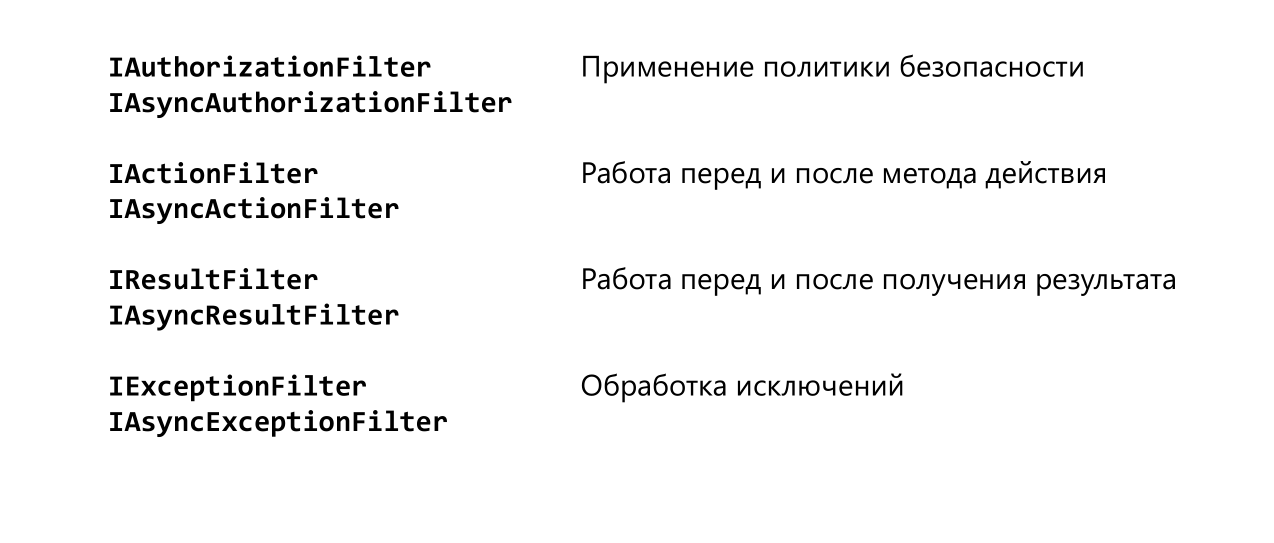 IAuthorizationFilter Применение политики безопасности
IAsyncAuthorizationFilter
IActionFilter Работа перед и после метода действия
IAsyncActionFilter
IResultFilter Работа перед и после получения результата
IAsyncResultFilter
IExceptionFilter Обработка исключений
IAsyncExceptionFilter